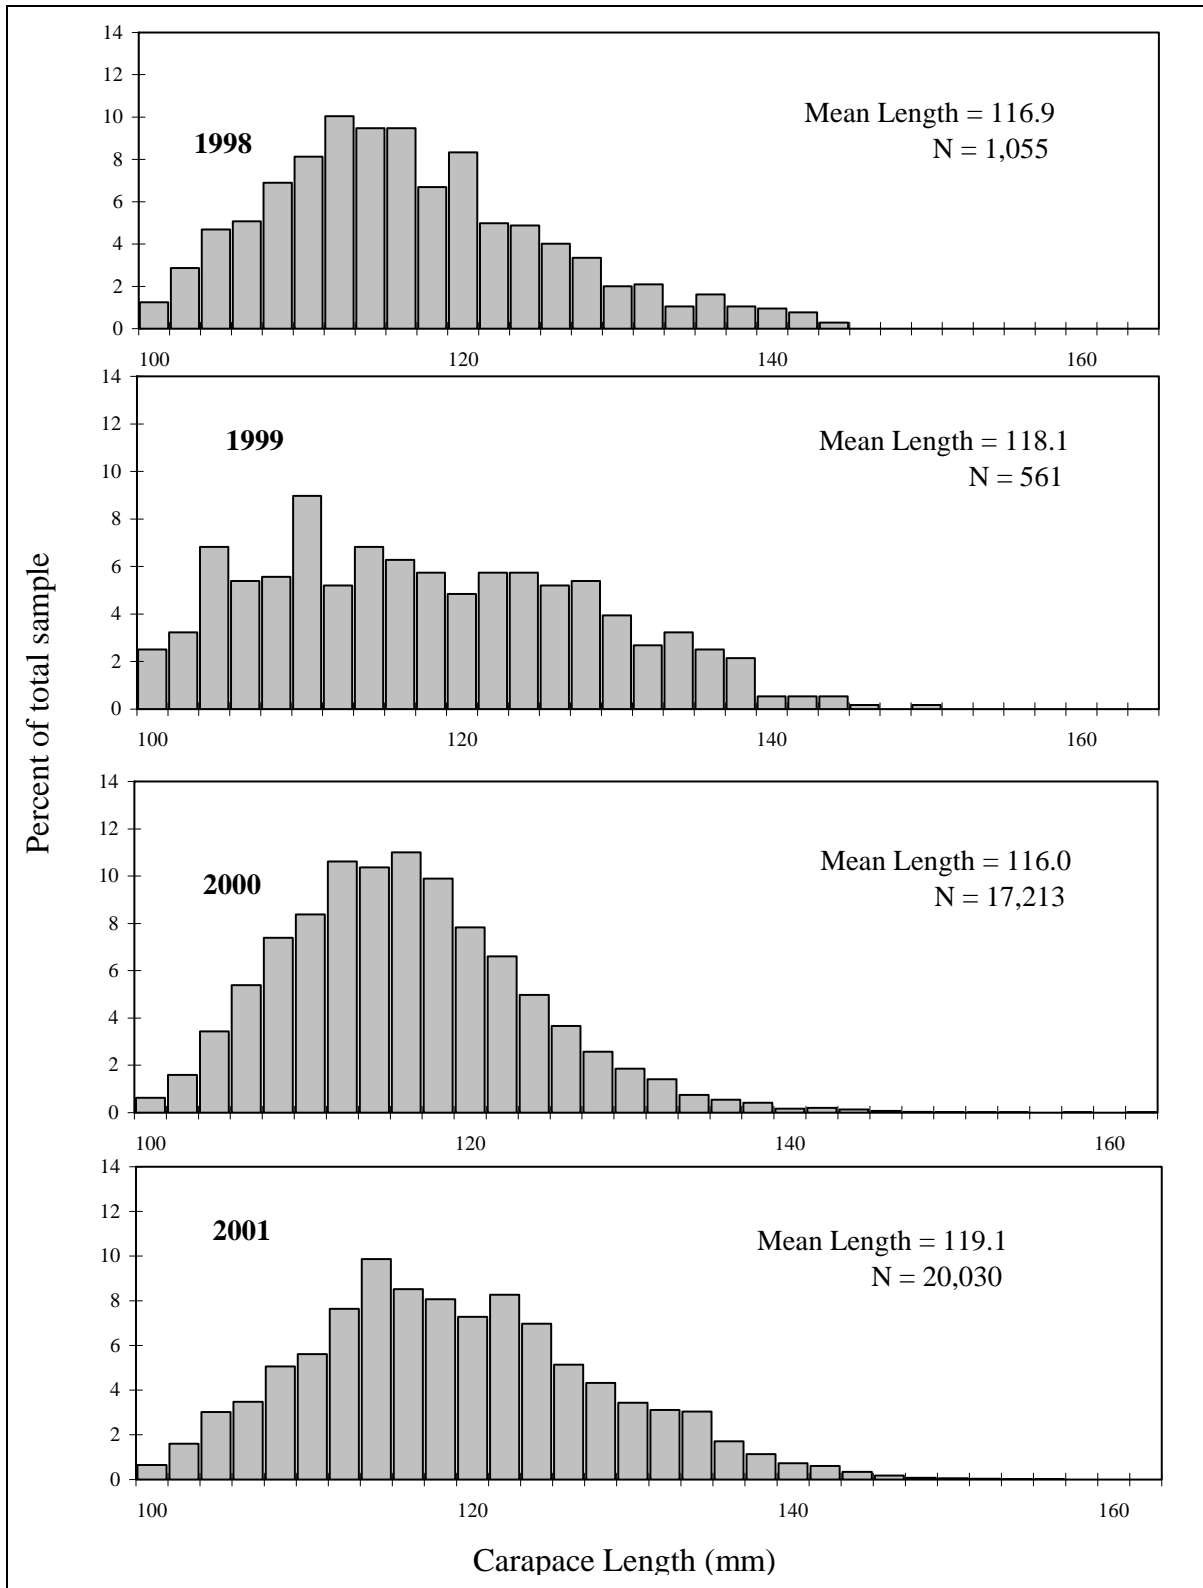 14
12
10
8
6
4
2
0
1998
Mean Length = 116.9
N = 1,055
100 120 140 160
14
12
10
8
6
4
2
0
1999
Mean Length = 118.1
N = 561
100 120 140 160
Percent of total sample
14
12
10
8
6
4
2
0
2000
Mean Length = 116.0
N = 17,213
100 120 140 160
14
12
10
8
6
4
2
0
2001
Mean Length = 119.1
N = 20,030
100 120 140 160
Carapace Length (mm)